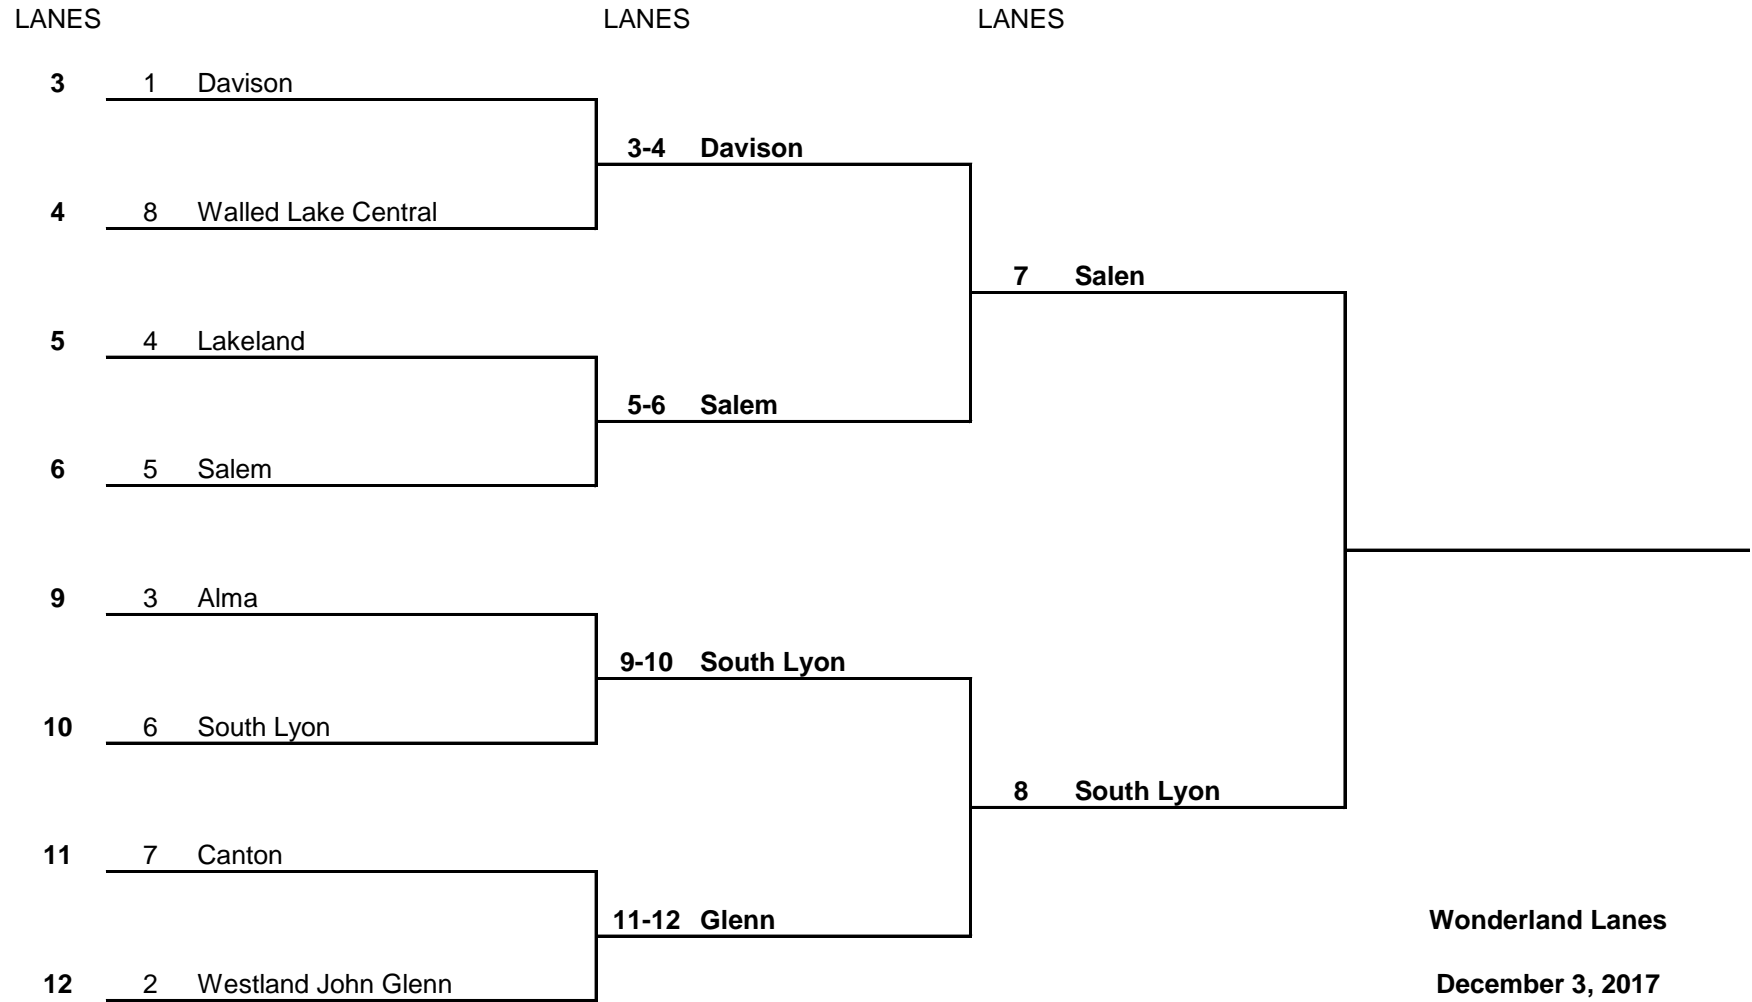 LANES LANES LANES
3 1 Davison
3-4 Davison
4 8 Walled Lake Central
7 Salen
5 4 Lakeland
5-6 Salem
6 5 Salem
9 3 Alma
9-10 South Lyon
10 6 South Lyon
8 South Lyon
11 7 Canton
11-12 Glenn Wonderland Lanes
12 2 Westland John Glenn December 3, 2017